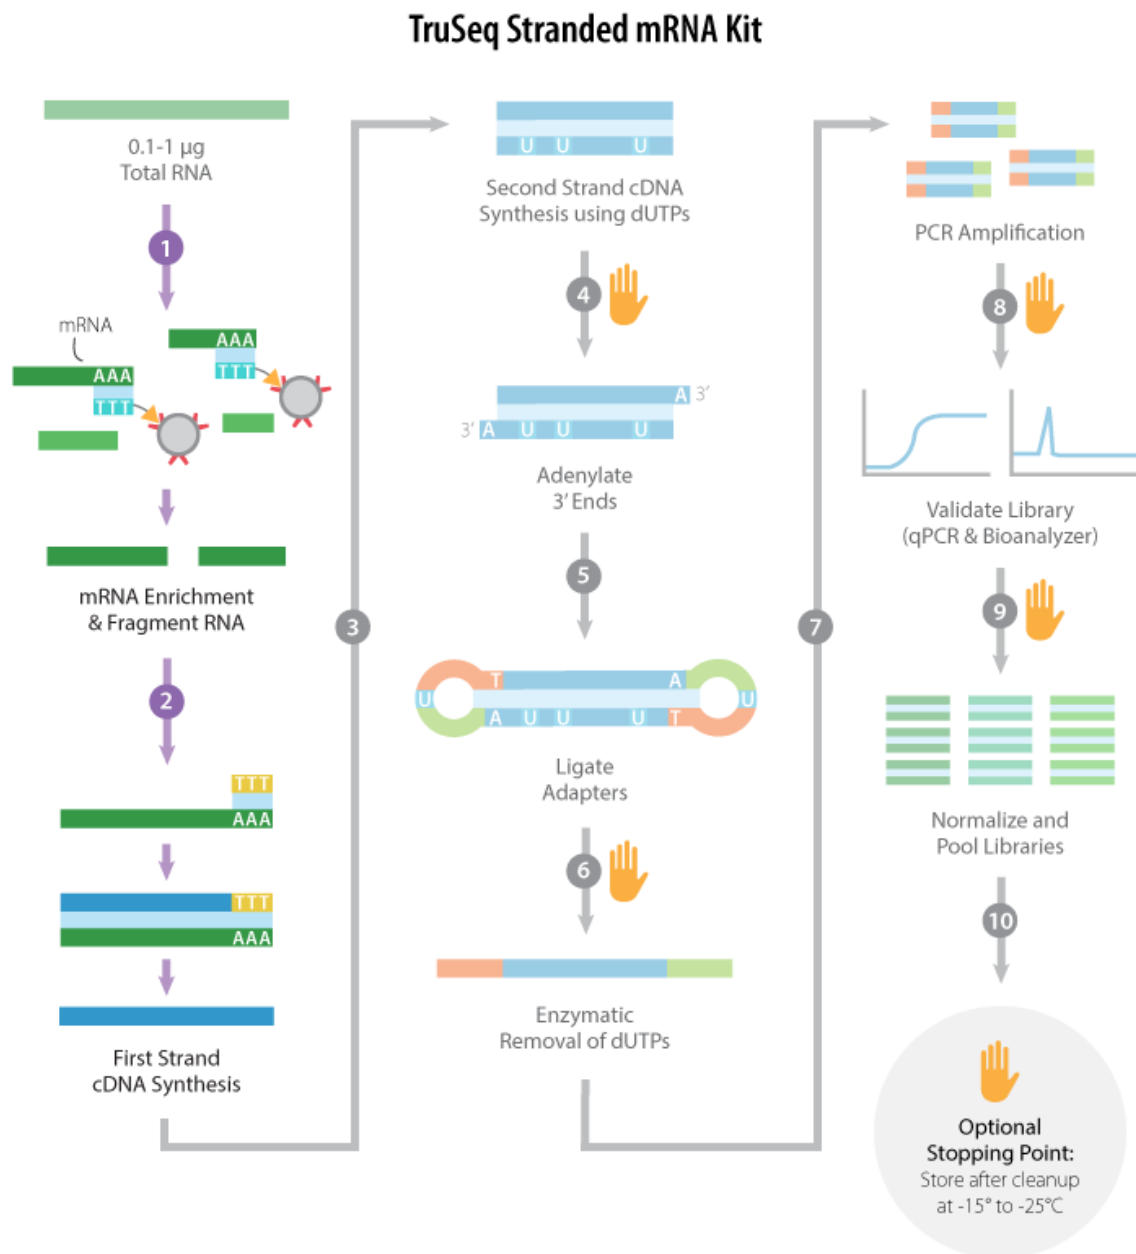 TruSeq Stranded mRNA Kit
0.1-1 μg
Total RNA
1
mRNA
AAA
TTT
AAA
TTT
mRNA Enrichment
& Fragment RNA
2
TTT
AAA
TTT
AAA
First Strand
cDNA Synthesis
3
U U U
Second Strand cDNA
Synthesis using dUTPs
4
A 3′
3′ A U U U
Adenylate
3′ Ends
5
T A
U U
A U U U T
Ligate
Adapters
6
Enzymatic
Removal of dUTPs
7
PCR Amplification
8
Validate Library
(qPCR & Bioanalyzer)
9
Normalize and
Pool Libraries
10
Optional
Stopping Point:
Store after cleanup
at -15° to -25°C